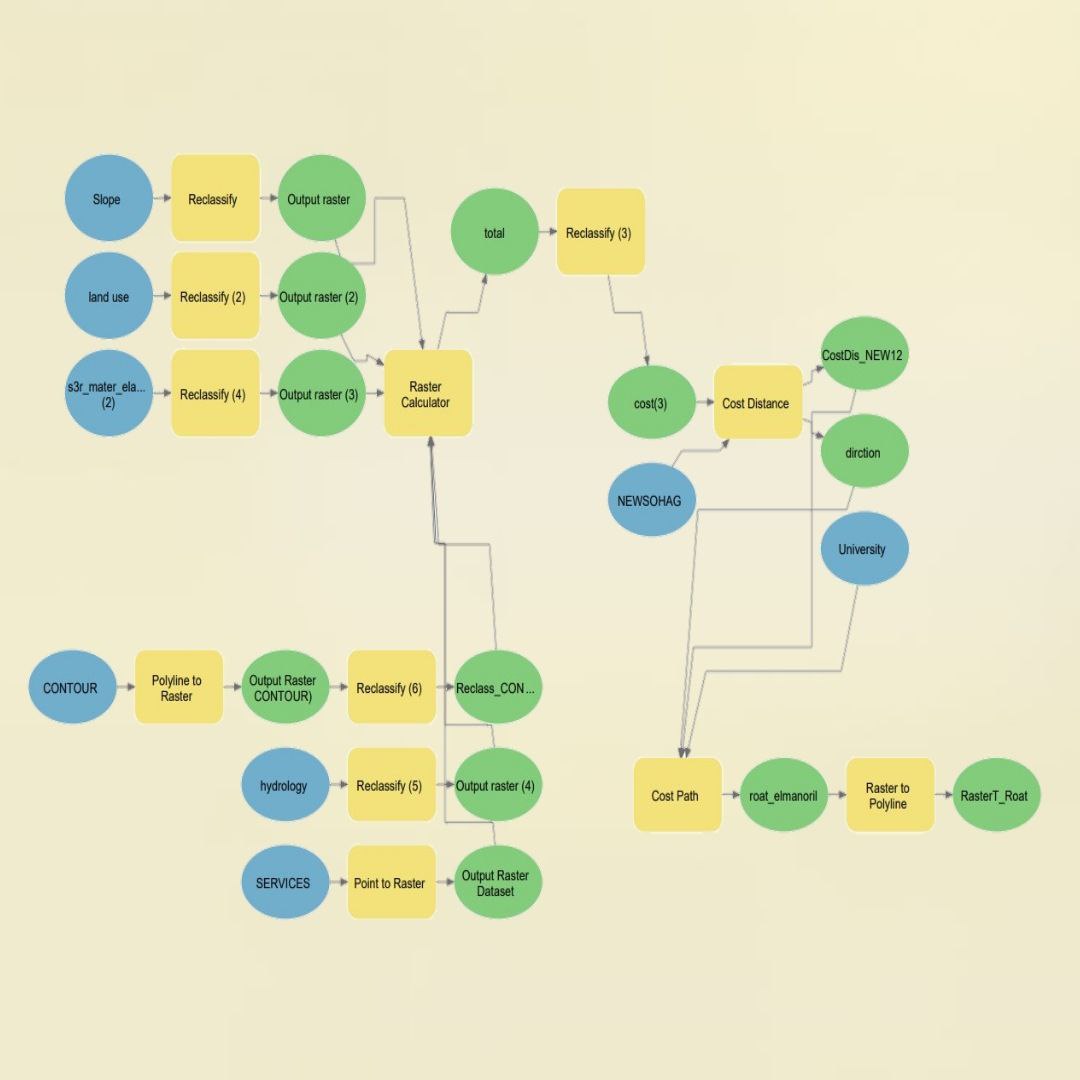 Slope
Reclassify
Output raster
total
Reclassify (3)
land use
Reclassify (2)
Output raster (2)
s3r_mater_ela...
(2)
Reclassify (4)
Output raster (3)
Raster
Calculator
cost(3)
Cost Distance
CostDis_NEW12
dirction
NEWSOHAG
University
CONTOUR
Polyline to
Raster
Output Raster
CONTOUR)
Reclassify (6)
Reclass_CON...
hydrology
Reclassify (5)
Output raster (4)
Cost Path
roat_elmanoril
Raster to
Polyline
RasterT_Roat
SERVICES
Point to Raster
Output Raster
Dataset